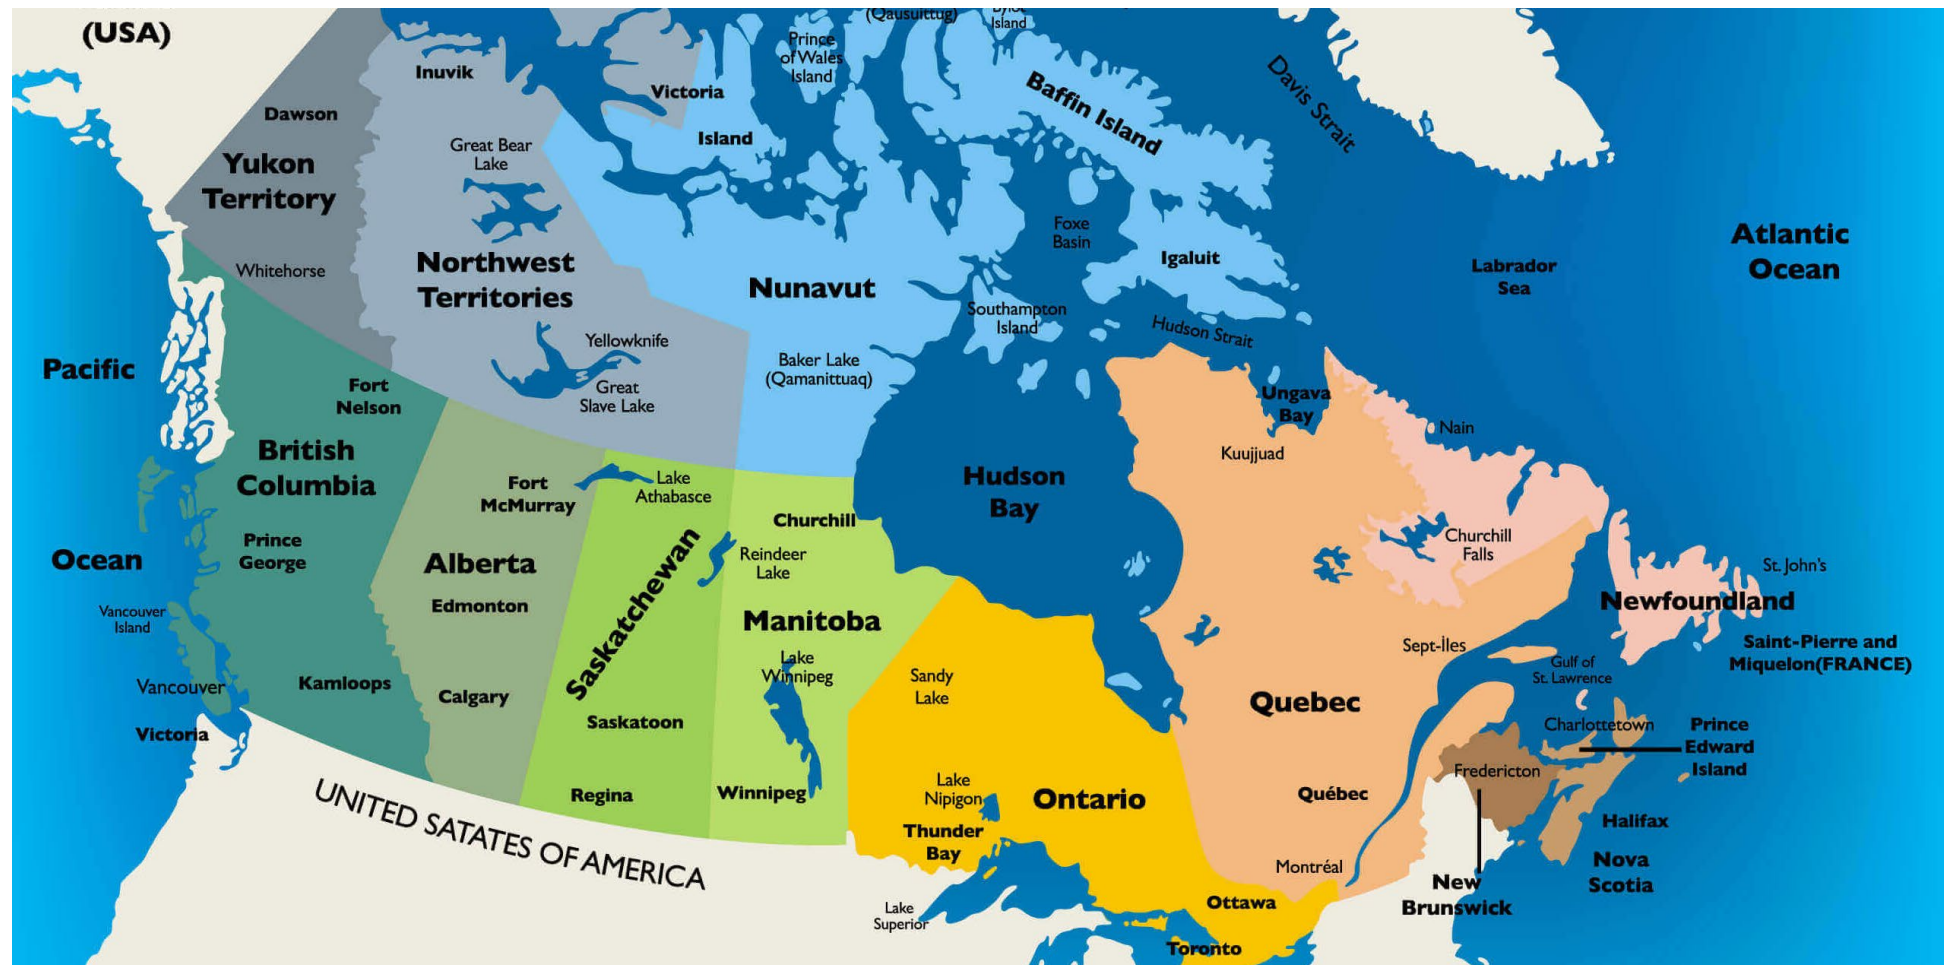 (USA)
(Qausuittug)
Bylot
Island
Prince
of Wales
Island
Inuvik
Victoria
Island
Baffin Island
Davis Strait
Dawson
Great Bear
Lake
Yukon
Territory
Foxe
Basin
Igaluit
Atlantic
Ocean
Labrador
Sea
Whitehorse
Northwest
Territories
Nunavut
Southampton
Island
Hudson Strait
Yellowknife
Great
Slave Lake
Baker Lake
(Qamanittuaq)
Pacific
Ocean
Fort
Nelson
Ungava
Bay
Nain
Kuujjuad
British
Columbia
Fort
McMurray
Lake
Athabasce
Hudson
Bay
Churchill
Churchill
Falls
Prince
George
Alberta
Edmonton
Saskatchewan
Reindeer
Lake
St. John's
Newfoundland
Vancouver
Island
Manitoba
Saint-Pierre and
Miquelon(FRANCE)
Sept-İles
Gulf of
St. Lawrence
Lake
Winnipeg
Sandy
Lake
Vancouver
Kamloops
Calgary
Quebec
Saskatoon
Victoria
Charlottetown
Prince
Edward
Island
Fredericton
Regina
Winnipeg
Lake
Nipigon
Ontario
Québec
Thunder
Bay
Halifax
Nova
Scotia
UNITED SATATES OF AMERICA
Montréal
New
Brunswick
Ottawa
Lake
Superior
Toronto